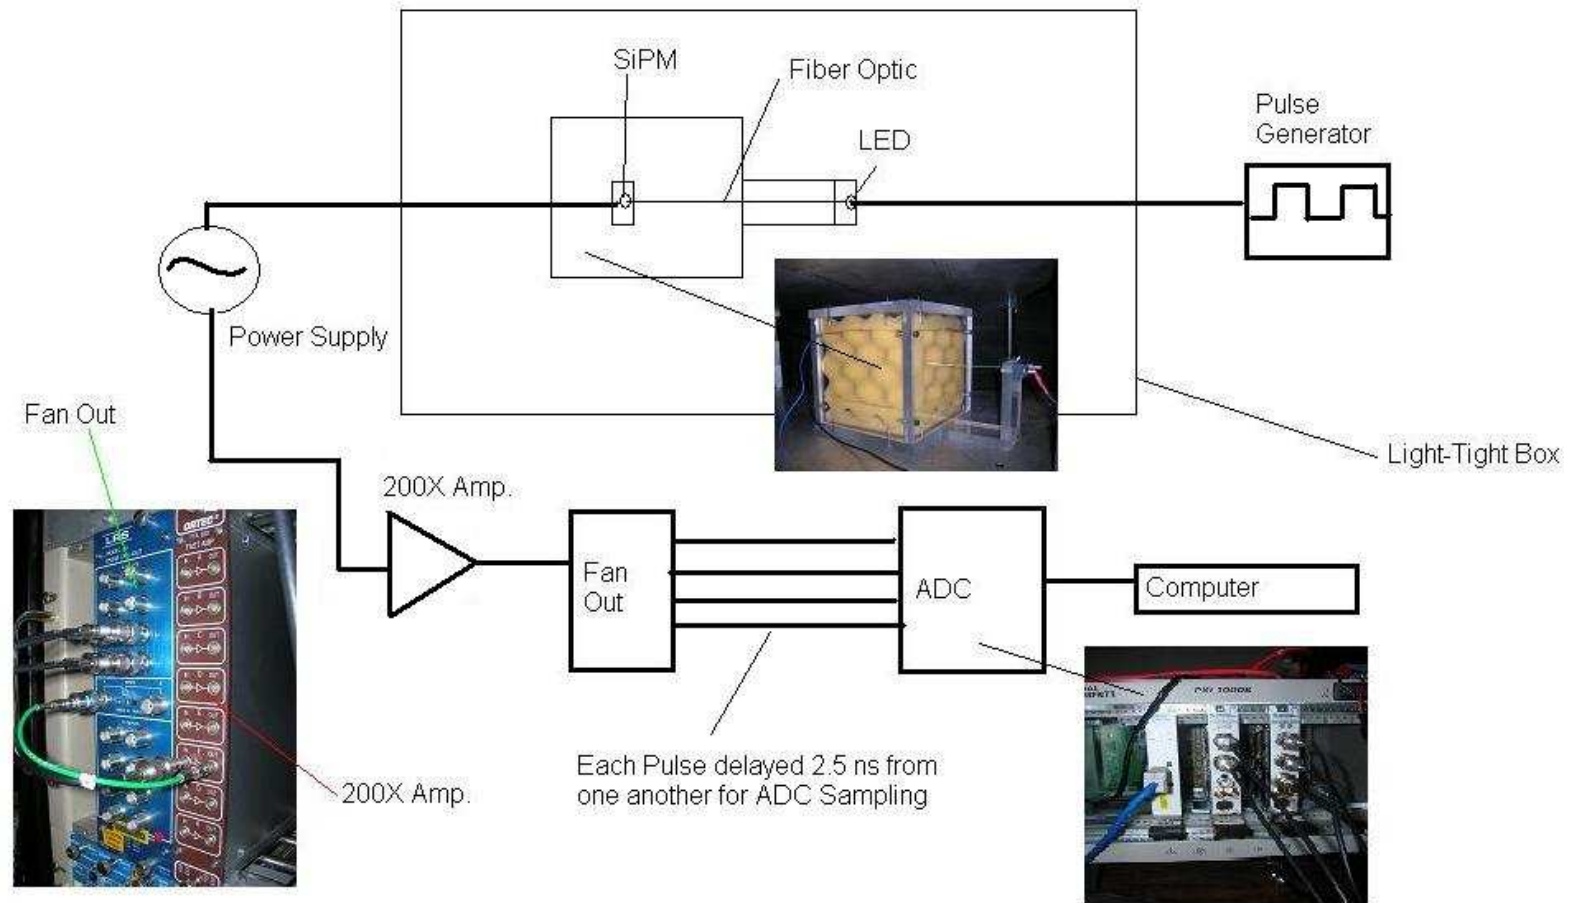 SiPM
Fiber Optic
LED
Pulse
Generator
Power Supply
Fan Out
Light-Tight Box
200X Amp.
Fan
Out
ADC
Computer
Each Pulse delayed 2.5 ns from
one another for ADC Sampling
200X Amp.
ORTEC